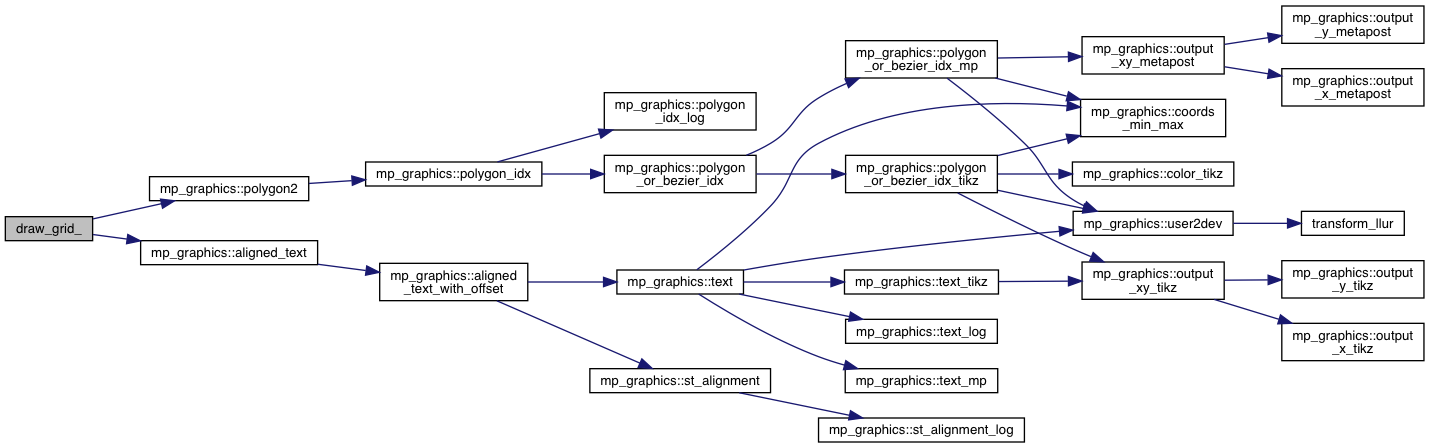 draw_grid_
mp_graphics::polygon2
mp_graphics::aligned_text
mp_graphics::polygon_idx
mp_graphics::aligned
_text_with_offset
mp_graphics::polygon
_idx_log
mp_graphics::polygon
_or_bezier_idx
mp_graphics::text
mp_graphics::st_alignment
mp_graphics::polygon
_or_bezier_idx_mp
mp_graphics::polygon
_or_bezier_idx_tikz
mp_graphics::text_tikz
mp_graphics::text_log
mp_graphics::text_mp
mp_graphics::st_alignment_log
mp_graphics::output
_xy_metapost
mp_graphics::coords
_min_max
mp_graphics::color_tikz
mp_graphics::user2dev
mp_graphics::output
_xy_tikz
mp_graphics::output
_y_metapost
mp_graphics::output
_x_metapost
transform_llur
mp_graphics::output
_y_tikz
mp_graphics::output
_x_tikz